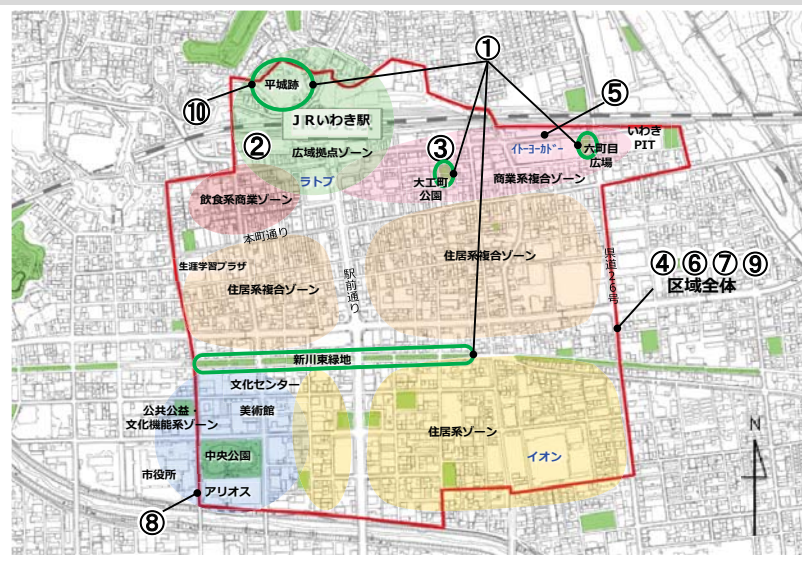 ①
平城跡
⑩
⑤
JRいわき駅
いわき
PIT
②
③
ｲﾄｰﾖｰｶﾄﾞｰ
六町目
広場
広域拠点ゾーン
ラトブ
大工町
公園
商業系複合ゾーン
飲食系商業ゾーン
本町通り
生涯学習プラザ
住居系複合ゾーン
駅前通り
住居系複合ゾーン
県道26号
④ ⑥ ⑦ ⑨
区域全体
新川東緑地
文化センター
公共公益・
文化機能系ゾーン
美術館
住居系ゾーン
N
中央公園
イオン
市役所
アリオス
⑧